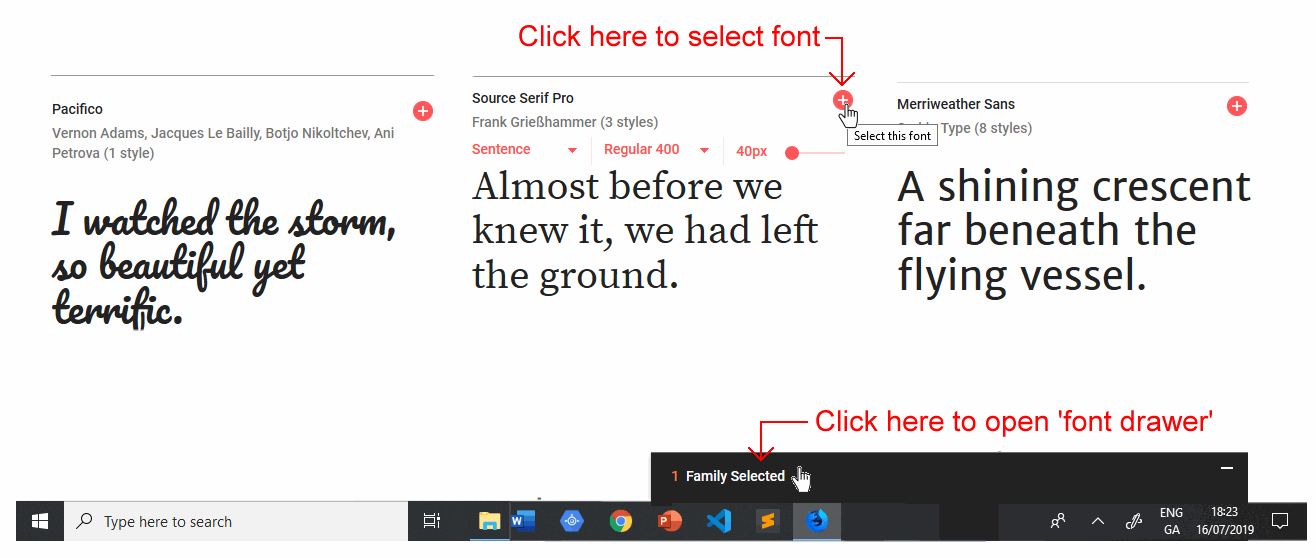 Click here to select font
Pacifico
Vernon Adams, Jacques Le Bailly, Botjo Nikoltchev, Ani
Petrova (1 style)
I watched the storm,
so beautiful yet
terrific.
Source Serif Pro
Frank Grießhammer (3 styles)
Select this font
Sentence Regular 400 40px
Almost before we
knew it, we had left
the ground.
Merriweather Sans
Type (8 styles)
A shining crescent
far beneath the
flying vessel.
Click here to open 'font drawer'
1 Family Selected
Type here to search
ENG
GA
18:23
16/07/2019